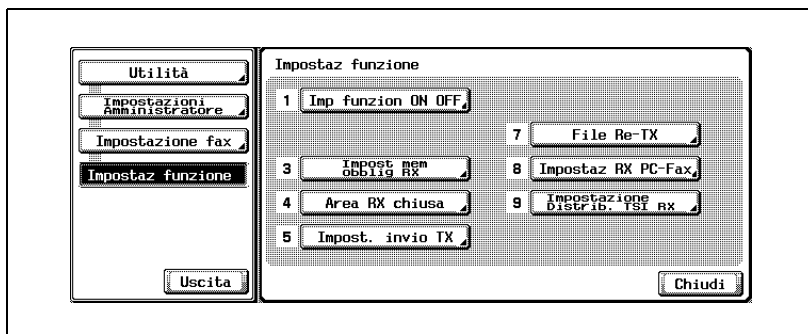 Utilità
Impostazioni
Amministratore
Impostazione fax
Impostaz funzione
Uscita
Impostaz funzione
1 Imp funzion ON OFF
7 File Re-TX
3 Impost mem
obblig RX
8 Impostaz RX PC-Fax
4 Area RX chiusa
9 Impostazione
Distrib. TSI RX
5 Impost. invio TX
Chiudi